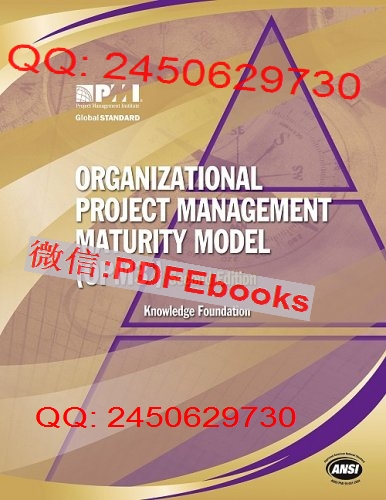 QQ: 2450629730
PMI
Project Management Institute
Global STANDARD
ORGANIZATIONAL
PROJECT MANAGEMENT
MATURITY MODEL
微信:PDFEbooks
Edition
Knowledge Foundation
QQ: 2450629730
ANSI